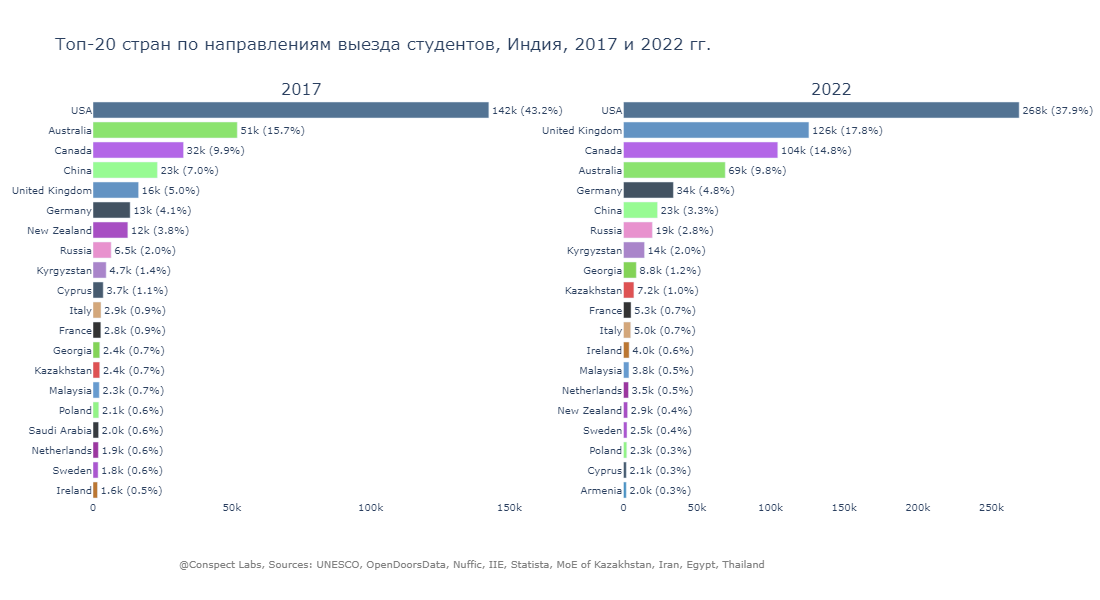 Топ-20 стран по направлениям выезда студентов, Индия, 2017 и 2022 гг.
2017
USA 142k (43.2%)
Australia 51k (15.7%)
Canada 32k (9.9%)
China 23k (7.0%)
United Kingdom 16k (5.0%)
Germany 13k (4.1%)
New Zealand 12k (3.8%)
Russia 6.5k (2.0%)
Kyrgyzstan 4.7k (1.4%)
Cyprus 3.7k (1.1%)
Italy 2.9k (0.9%)
France 2.8k (0.9%)
Georgia 2.4k (0.7%)
Kazakhstan 2.4k (0.7%)
Malaysia 2.3k (0.7%)
Poland 2.1k (0.6%)
Saudi Arabia 2.0k (0.6%)
Netherlands 1.9k (0.6%)
Sweden 1.8k (0.6%)
Ireland 1.6k (0.5%)
0 50k 100k 150k
2022
USA 268k (37.9%)
United Kingdom 126k (17.8%)
Canada 104k (14.8%)
Australia 69k (9.8%)
Germany 34k (4.8%)
China 23k (3.3%)
Russia 19k (2.8%)
Kyrgyzstan 14k (2.0%)
Georgia 8.8k (1.2%)
Kazakhstan 7.2k (1.0%)
France 5.3k (0.7%)
Italy 5.0k (0.7%)
Ireland 4.0k (0.6%)
Malaysia 3.8k (0.5%)
Netherlands 3.5k (0.5%)
New Zealand 2.9k (0.4%)
Sweden 2.5k (0.4%)
Poland 2.3k (0.3%)
Cyprus 2.1k (0.3%)
Armenia 2.0k (0.3%)
0 50k 100k 150k 200k 250k
@Conspect Labs, Sources: UNESCO, OpenDoorsData, Nuffic, IIE, Statista, MoE of Kazakhstan, Iran, Egypt, Thailand